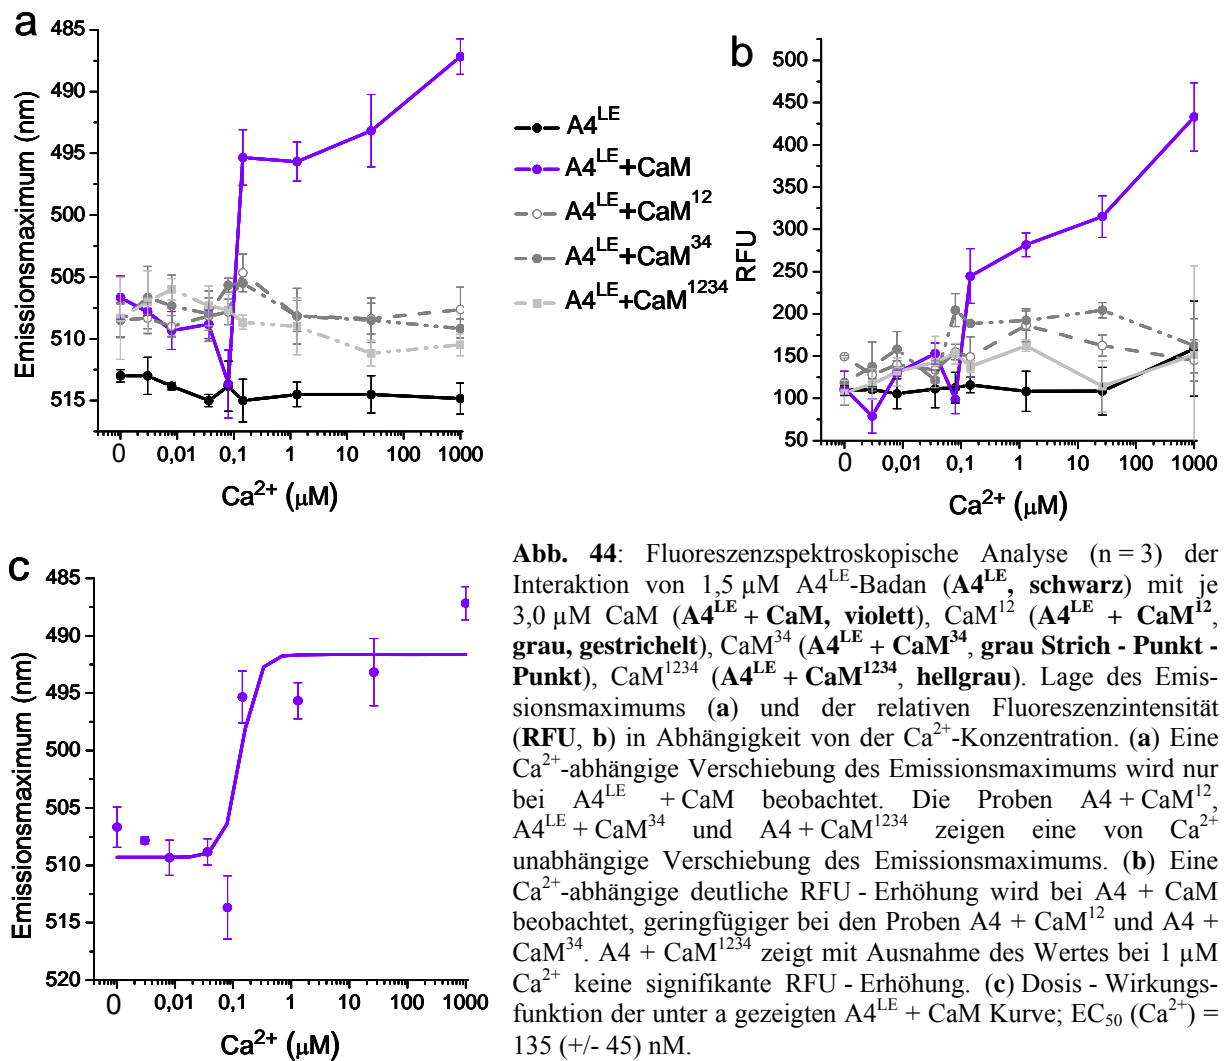 a
485
490
495
500
505
510
515
Emissionsmaximum (nm)
0 0,01 0,1 1 10 100 1000
Ca²⁺ (µM)
A4ᴸᴱ
A4ᴸᴱ+CaM
A4ᴸᴱ+CaM¹²
A4ᴸᴱ+CaM³⁴
A4ᴸᴱ+CaM¹²³⁴
b
500
450
400
350
300
250
200
150
100
50
RFU
0 0,01 0,1 1 10 100 1000
Ca²⁺ (µM)
c
485
490
495
500
505
510
515
520
Emissionsmaximum (nm)
0 0,01 0,1 1 10 100 1000
Ca²⁺ (µM)
Abb. 44: Fluoreszenzspektroskopische Analyse (n = 3) der
Interaktion von 1,5 µM A4ᴸᴱ-Badan (A4ᴸᴱ, schwarz) mit je
3,0 µM CaM (A4ᴸᴱ + CaM, violett), CaM¹² (A4ᴸᴱ + CaM¹²,
grau, gestrichelt), CaM³⁴ (A4ᴸᴱ + CaM³⁴, grau Strich - Punkt -
Punkt), CaM¹²³⁴ (A4ᴸᴱ + CaM¹²³⁴, hellgrau). Lage des Emis-
sionsmaximums (a) und der relativen Fluoreszenzintensität
(RFU, b) in Abhängigkeit von der Ca²⁺-Konzentration. (a) Eine
Ca²⁺-abhängige Verschiebung des Emissionsmaximums wird nur
bei A4ᴸᴱ + CaM beobachtet. Die Proben A4 + CaM¹²,
A4ᴸᴱ + CaM³⁴ und A4 + CaM¹²³⁴ zeigen eine von Ca²⁺
unabhängige Verschiebung des Emissionsmaximums. (b) Eine
Ca²⁺-abhängige deutliche RFU - Erhöhung wird bei A4 + CaM
beobachtet, geringfügiger bei den Proben A4 + CaM¹² und A4 +
CaM³⁴. A4 + CaM¹²³⁴ zeigt mit Ausnahme des Wertes bei 1 µM
Ca²⁺ keine signifikante RFU - Erhöhung. (c) Dosis - Wirkungs-
funktion der unter a gezeigten A4ᴸᴱ + CaM Kurve; EC₅₀ (Ca²⁺) =
135 (+/- 45) nM.